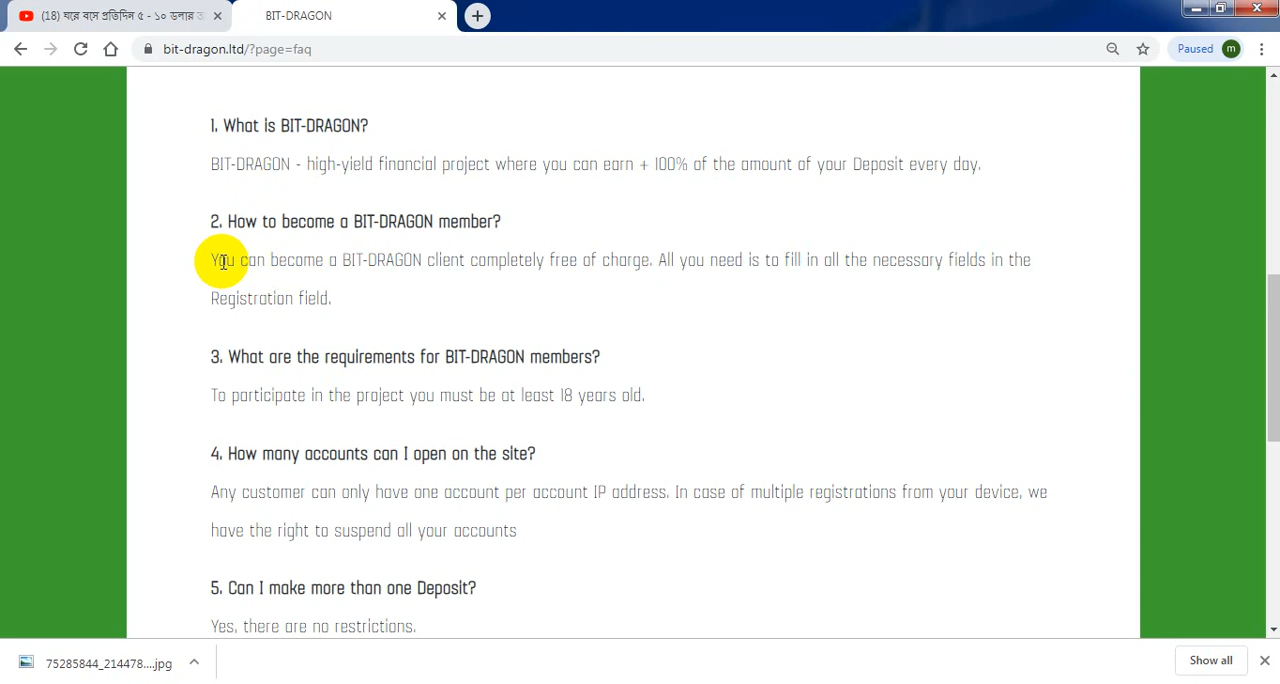 (18) ঘরে বসে প্রতিদিন ৫ - ১০ ডলার
BIT-DRAGON
bit-dragon.ltd/?page=faq
Paused
m
1. What is BIT-DRAGON?
BIT-DRAGON - high-yield financial project where you can earn + 100% of the amount of your Deposit every day.
2. How to become a BIT-DRAGON member?
You can become a BIT-DRAGON client completely free of charge. All you need is to fill in all the necessary fields in the
Registration field.
3. What are the requirements for BIT-DRAGON members?
To participate in the project you must be at least 18 years old.
4. How many accounts can I open on the site?
Any customer can only have one account per account IP address. In case of multiple registrations from your device, we
have the right to suspend all your accounts
5. Can I make more than one Deposit?
Yes, there are no restrictions.
75285844_214478....jpg
Show all